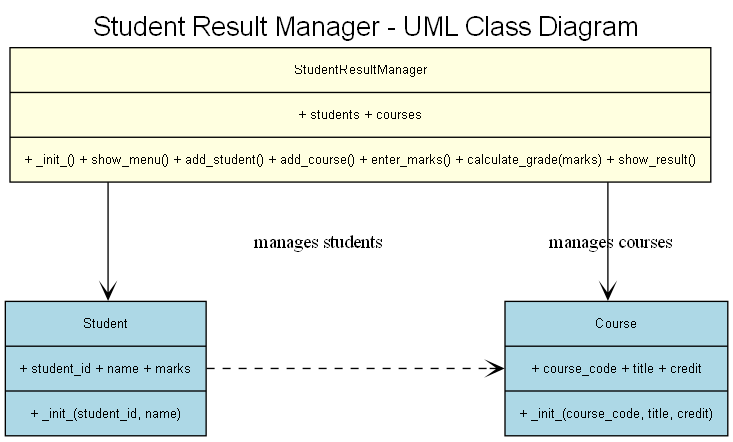 Student Result Manager - UML Class Diagram
StudentResultManager
+ students + courses
+ _init_() + show_menu() + add_student() + add_course() + enter_marks() + calculate_grade(marks) + show_result()
manages students
manages courses
Student
+ student_id + name + marks
+ _init_(student_id, name)
Course
+ course_code + title + credit
+ _init_(course_code, title, credit)